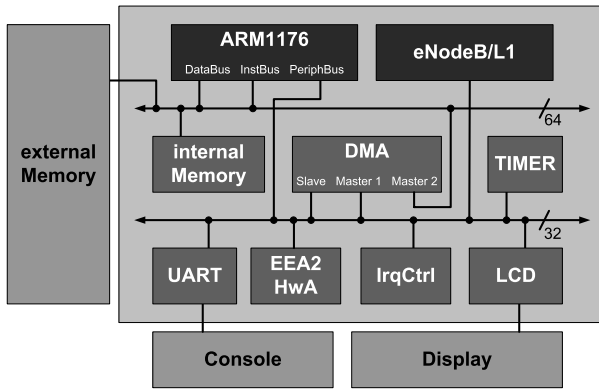 ARM1176
DataBus InstBus PeriphBus
eNodeB/L1
64
external
Memory
internal
Memory
DMA
Slave Master 1 Master 2
TIMER
32
UART
EEA2
HwA
IrqCtrl
LCD
Console
Display